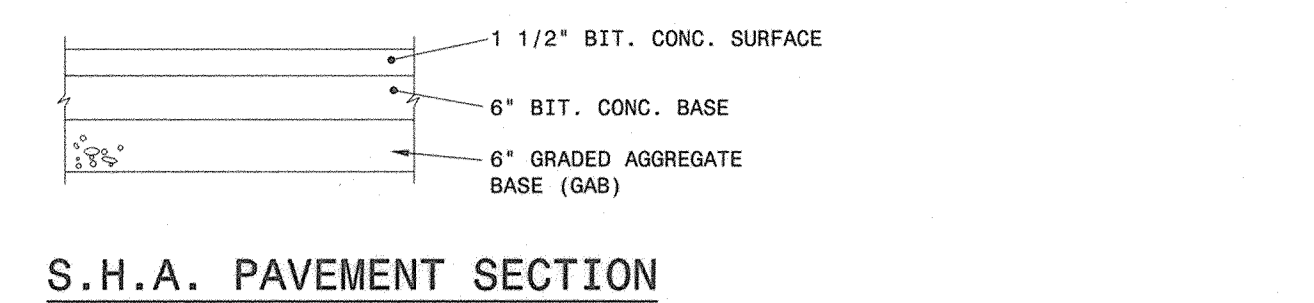 1 1/2" BIT. CONC. SURFACE
6" BIT. CONC. BASE
6" GRADED AGGREGATE
BASE (GAB)
S.H.A. PAVEMENT SECTION